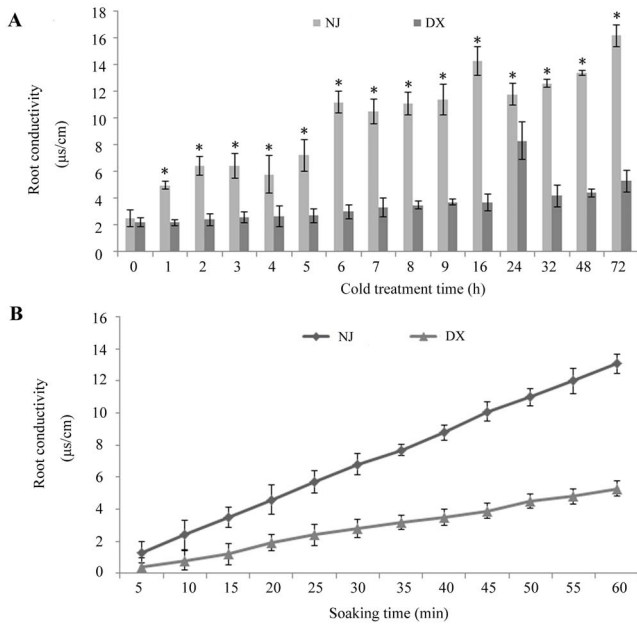 A
NJ
DX
18
16
14
12
10
8
6
4
2
0
Root conductivity
(μs/cm)
* * * * * * * * * * * * * *
0 1 2 3 4 5 6 7 8 9 16 24 32 48 72
Cold treatment time (h)
B
NJ
DX
16
14
12
10
8
6
4
2
0
Root conductivity
(μs/cm)
5 10 15 20 25 30 35 40 45 50 55 60
Soaking time (min)